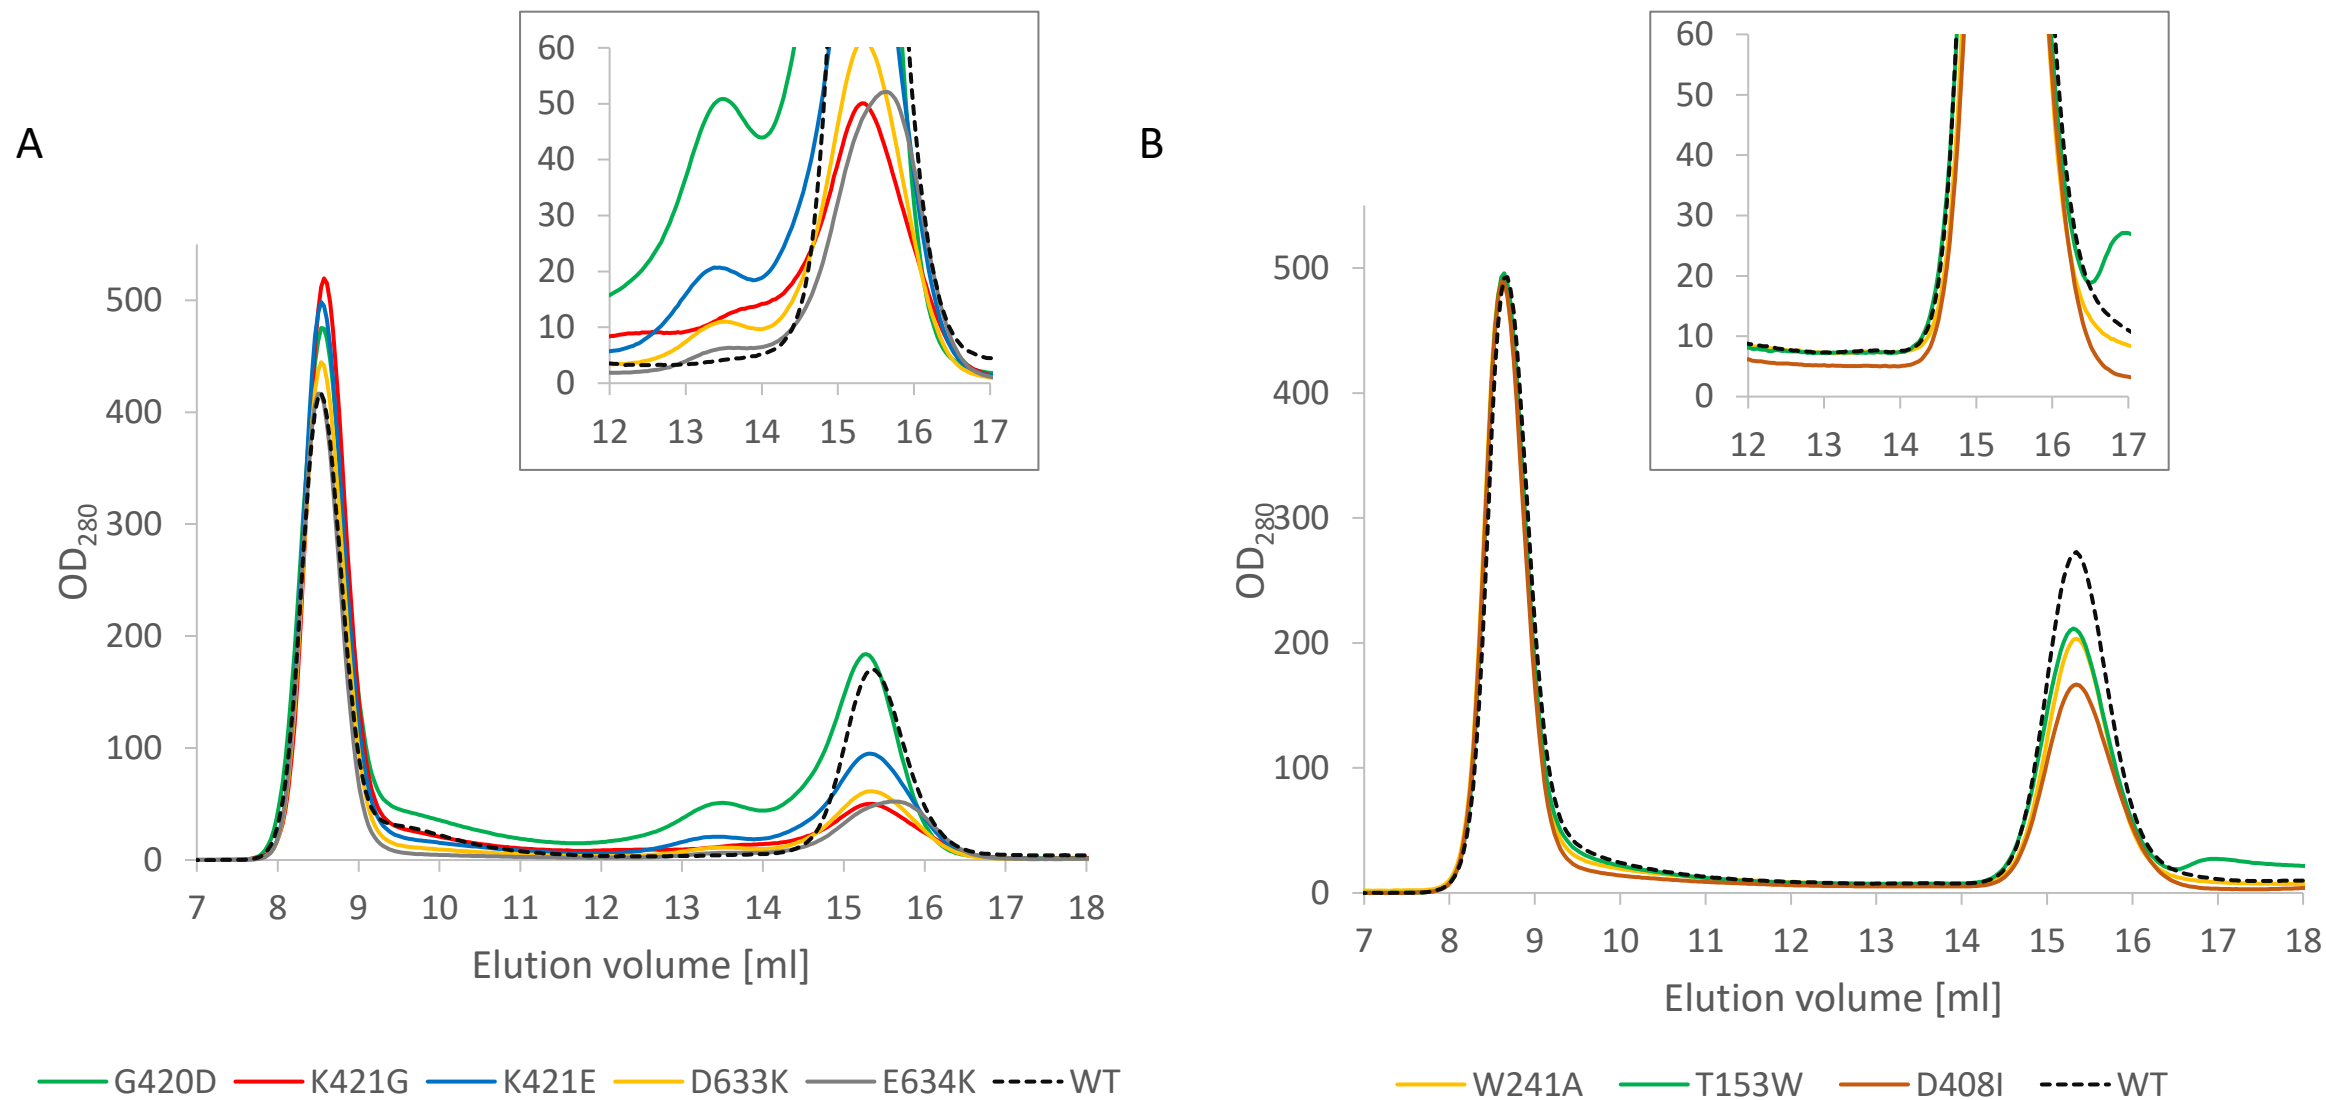 A
60
50
40
30
20
10
0
12 13 14 15 16 17
500
400
300
200
100
0
OD280
7 8 9 10 11 12 13 14 15 16 17 18
Elution volume [ml]
G420D K421G K421E D633K E634K WT
B
60
50
40
30
20
10
0
12 13 14 15 16 17
500
400
300
200
100
0
OD280
7 8 9 10 11 12 13 14 15 16 17 18
Elution volume [ml]
W241A T153W D408I WT